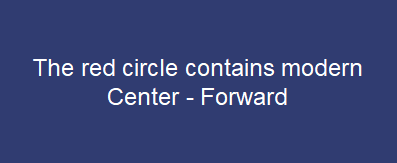 The red circle contains modern
Center - Forward